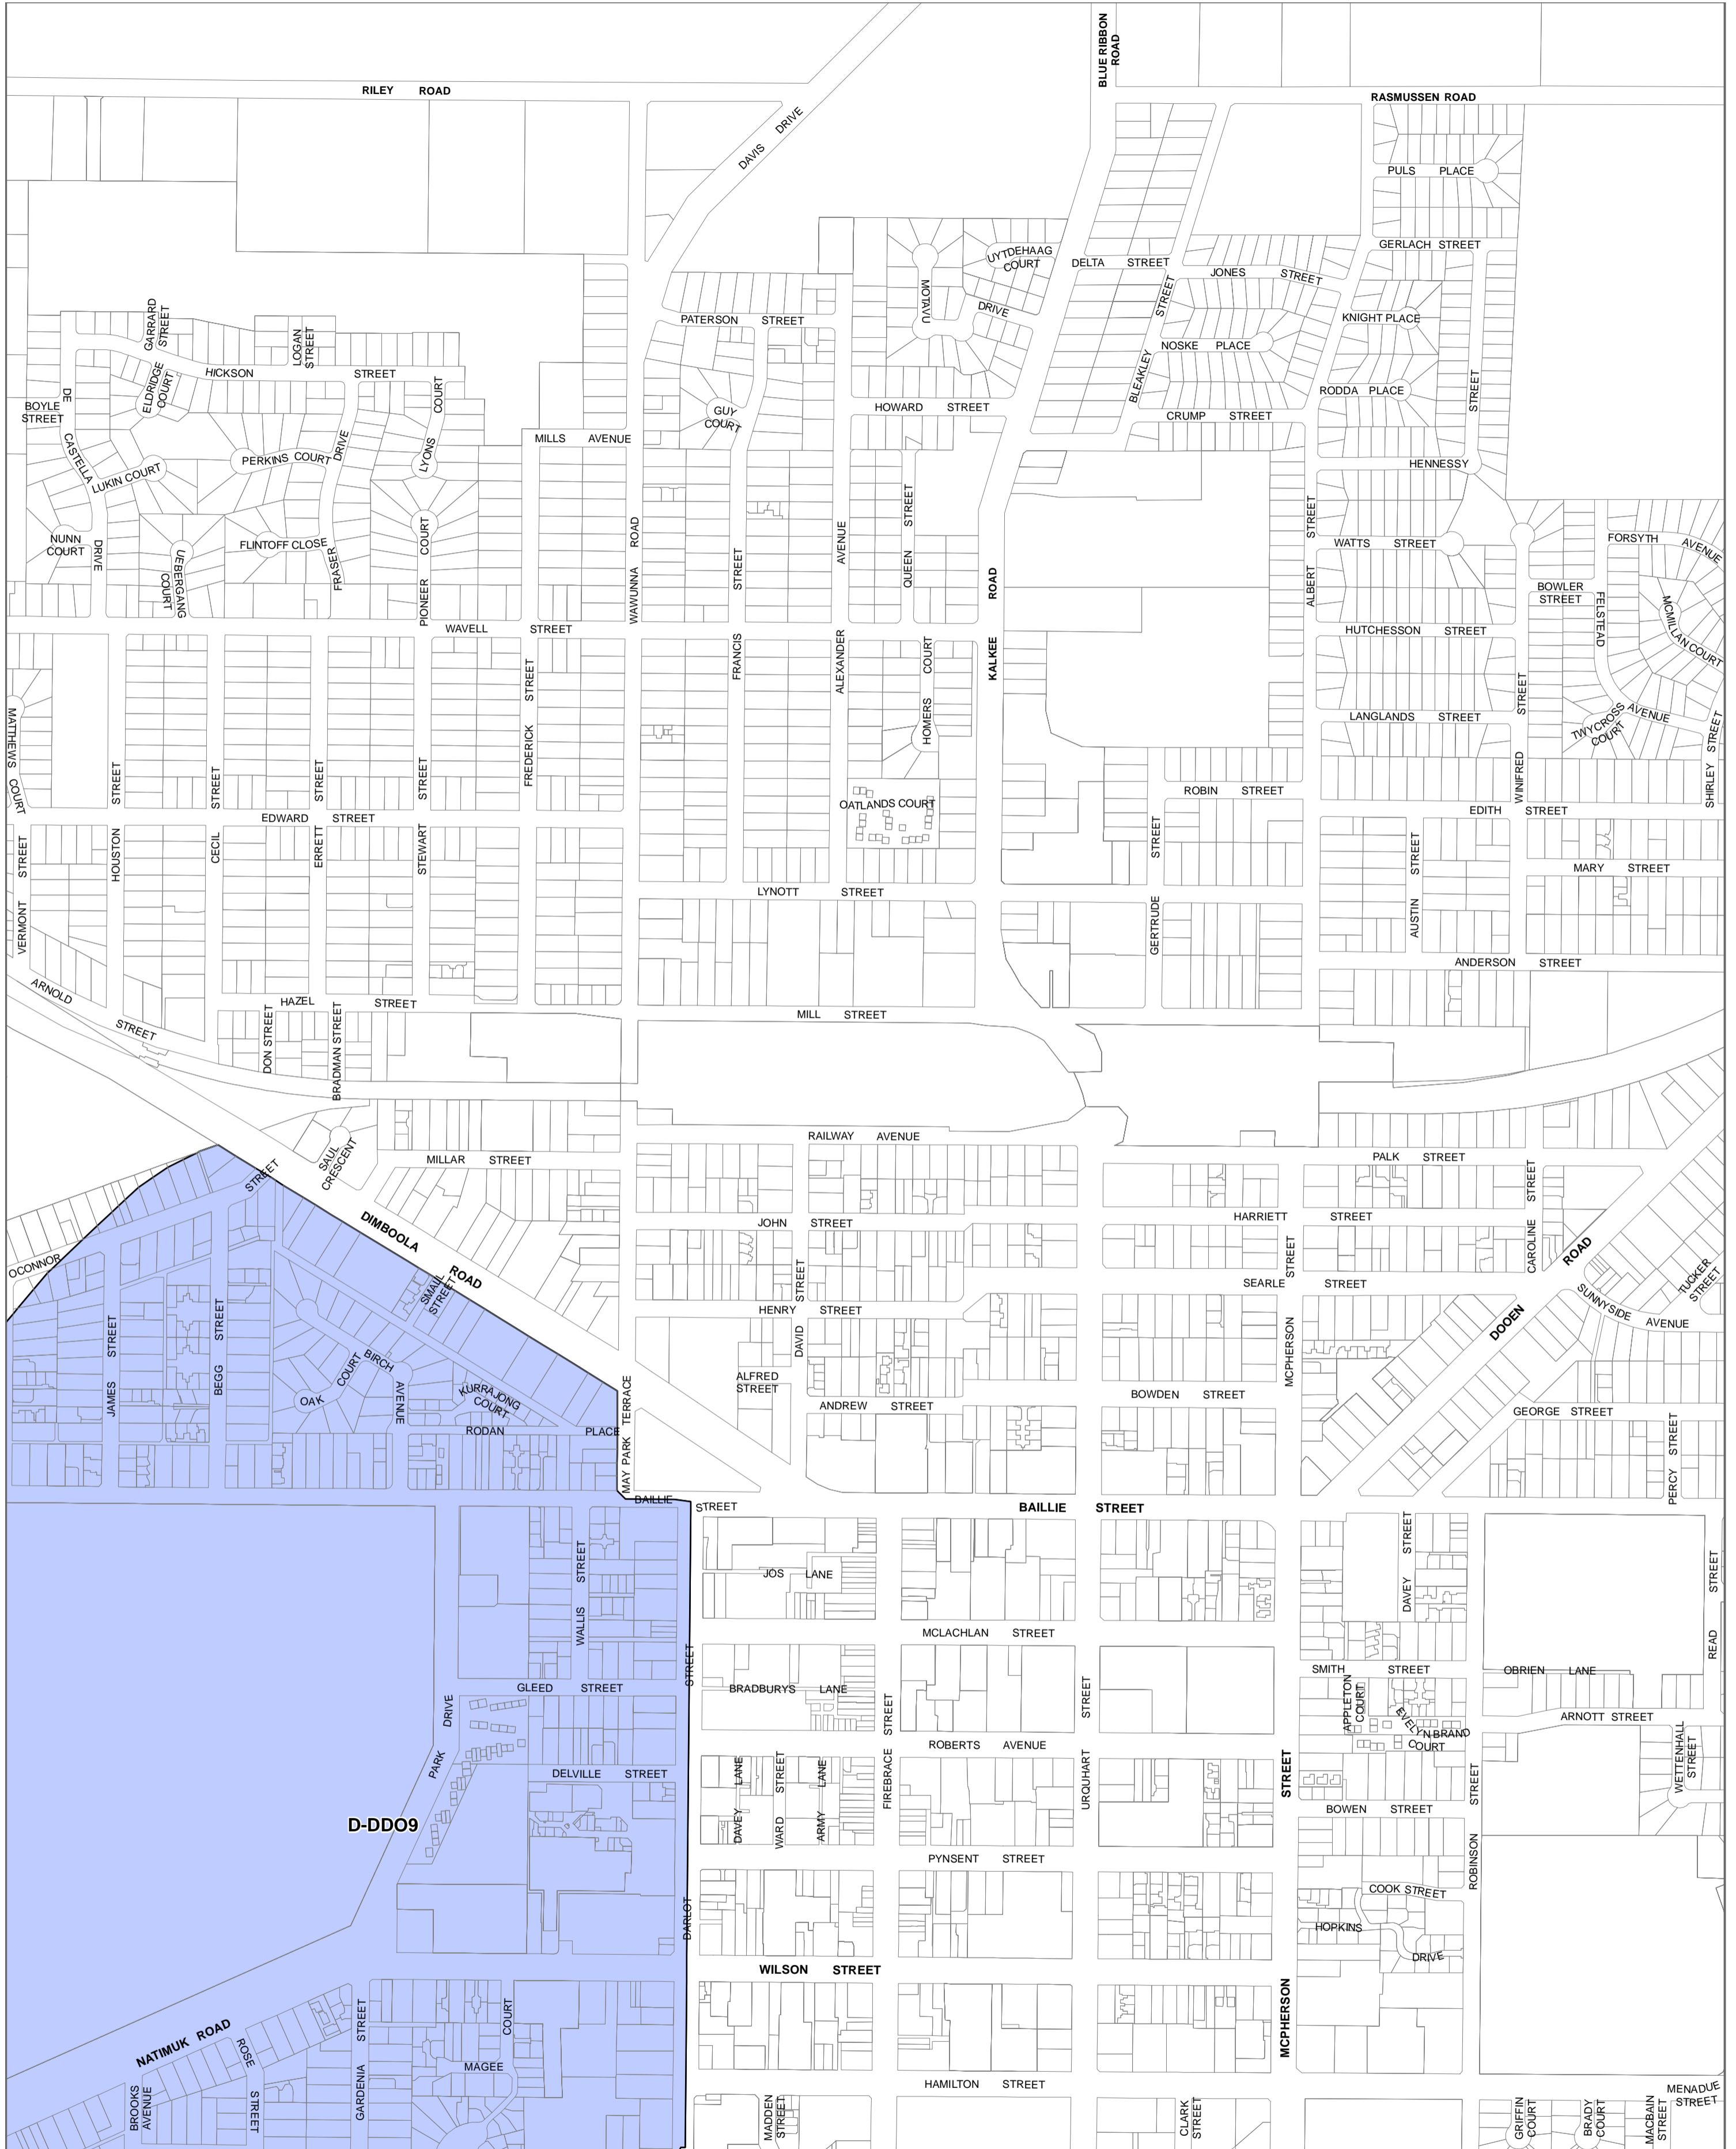 BLUE RIBBON
ROAD
RILEY ROAD
RASMUSSEN ROAD
DAVIS DRIVE
PULS PLACE
GERLACH STREET
UYTDEHAAG
COURT
DELTA STREET
JONES STREET
MOTAVU DRIVE
PATERSON STREET
KNIGHT PLACE
NOSKE PLACE
BLEAKLEY STREET
GARRARD
STREET
LOGAN
STREET
HICKSON STREET
ELDRIDGE
COURT
BOYLE
STREET
DE CASTELLA DRIVE
LYONS COURT
GUY
COURT
HOWARD STREET
RODDA PLACE
CRUMP STREET
MILLS AVENUE
PERKINS COURT
LUKIN COURT
FRASER DRIVE
HENNESSY STREET
NUNN
COURT
UEBERGANG
COURT
FLINTOFF CLOSE
PIONEER COURT
WAWUNNA ROAD
FRANCIS STREET
ALEXANDER AVENUE
QUEEN STREET
KALKEE ROAD
ALBERT STREET
WATTS STREET
FORSYTH AVENUE
BOWLER
STREET
FELSTEAD AVENUE
MCMILLAN COURT
WAVELL STREET
HUTCHESSON STREET
MATTHEWS COURT
FREDERICK STREET
HOMERS COURT
LANGLANDS STREET
WINIFRED STREET
TWYCROSS
COURT
SHIRLEY STREET
OATLANDS COURT
ROBIN STREET
EDWARD STREET
EDITH STREET
VERMONT STREET
HOUSTON STREET
CECIL STREET
ERRETT STREET
STEWART STREET
LYNOTT STREET
GERTRUDE STREET
AUSTIN STREET
MARY STREET
ANDERSON STREET
ARNOLD STREET
HAZEL STREET
DON STREET
BRADMAN STREET
MILL STREET
RAILWAY AVENUE
SAUL
CRESCENT
MILLAR STREET
PALK STREET
OCONNOR STREET
DIMBOOLA ROAD
JOHN STREET
HARRIETT STREET
CAROLINE STREET
DOOEN ROAD
TUCKER
STREET
SMALL
STREET
SEARLE STREET
SUNNYSIDE AVENUE
HENRY STREET
DAVID STREET
MCPHERSON STREET
JAMES STREET
BEGG STREET
BIRCH AVENUE
OAK COURT
KURRAJONG
COURT
ALFRED
STREET
ANDREW STREET
BOWDEN STREET
RODAN PLACE
MAY PARK TERRACE
GEORGE STREET
PERCY STREET
BAILLIE STREET
BAILLIE STREET
JOS LANE
WALLIS STREET
DAVEY STREET
READ STREET
MCLACHLAN STREET
SMITH STREET
OBRIEN LANE
GLEED STREET
BRADBURYS LANE
APPLETON
COURT
EVELYN BRAND
COURT
ARNOTT STREET
WETTENHALL
STREET
PARK DRIVE
DELVILLE STREET
DARLOT STREET
DAVEY LANE
WARD STREET
ARMY LANE
FIREBRACE STREET
ROBERTS AVENUE
URQUHART STREET
MCPHERSON STREET
BOWEN STREET
ROBINSON STREET
D-DDO9
PYNSENT STREET
COOK STREET
HOPKINS DRIVE
WILSON STREET
NATIMUK ROAD
ROSE STREET
GARDENIA STREET
MAGEE COURT
BROOKS
AVENUE
HAMILTON STREET
MADDEN
STREET
CLARK
STREET
GRIFFIN
COURT
BRADY
COURT
MACBAIN
STREET
MENADUE
STREET